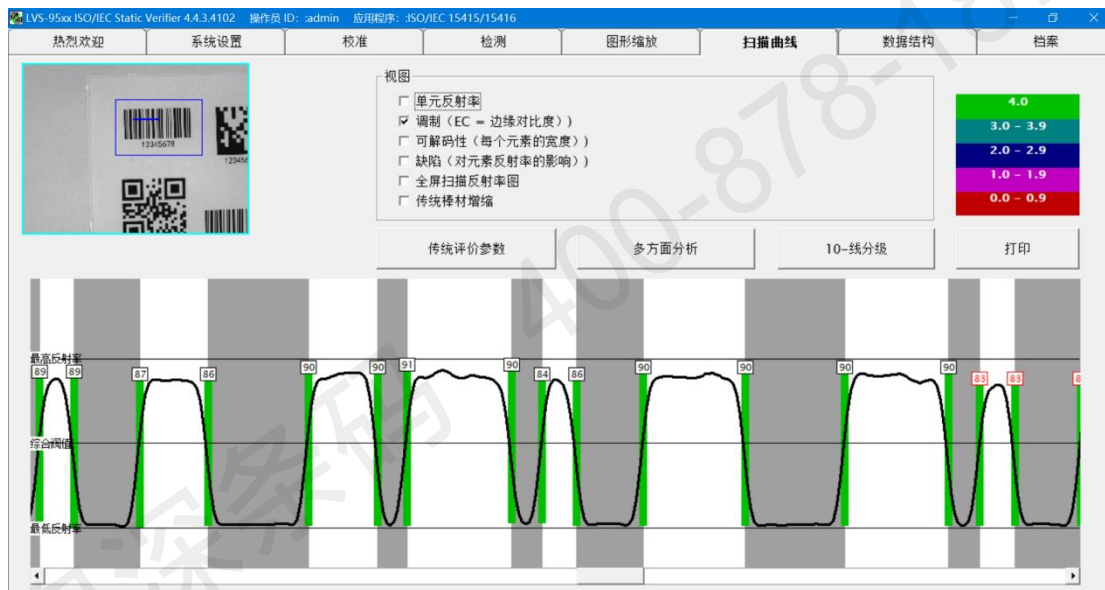 LVS-95xx ISO/IEC Static Verifier 4.4.3.4102 操作员 ID: :admin 应用程序: :ISO/IEC 15415/15416
热烈欢迎 系统设置 校准 检测 图形缩放 扫描曲线 数据结构 档案
视图
单元反射率
调制（EC = 边缘对比度））
可解码性（每个元素的宽度））
缺陷（对元素反射率的影响））
全屏扫描反射率图
传统棒材增缩
4.0
3.0 - 3.9
2.0 - 2.9
1.0 - 1.9
0.0 - 0.9
12345678
传统评价参数 多方面分析 10-线分级 打印
最高反射率
89 89 87 86 90 90 91 90 84 86 90 90 90 90 83 83
综合阀值
最低反射率
400-878-18
深条码